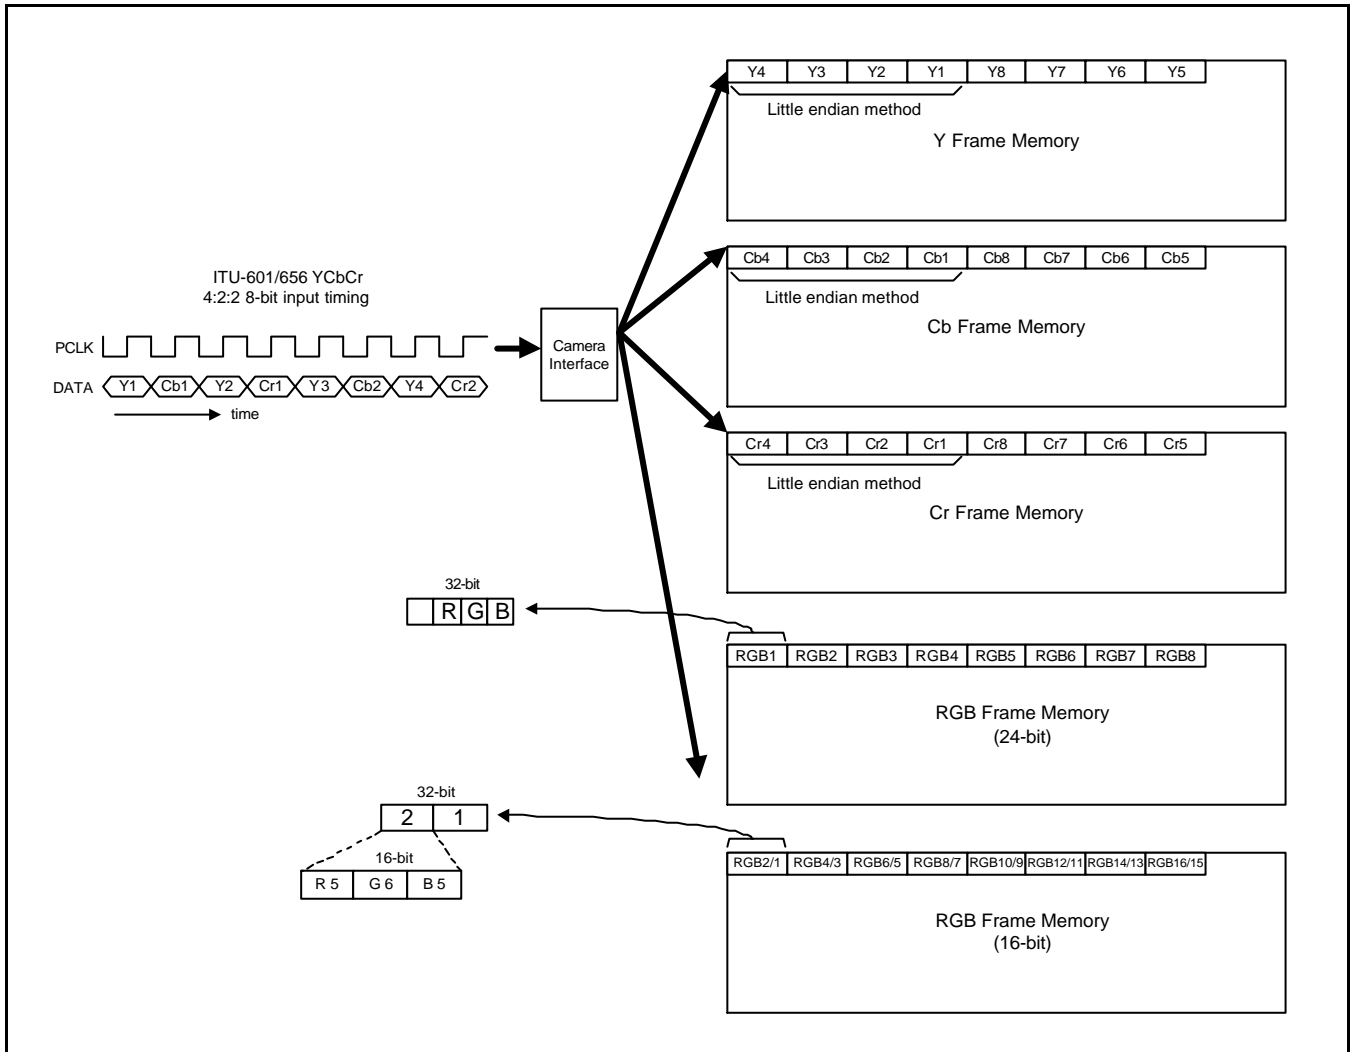 ITU-601/656 YCbCr
4:2:2 8-bit input timing
PCLK
DATA Y1 Cb1 Y2 Cr1 Y3 Cb2 Y4 Cr2
time
Camera
Interface
Y4 Y3 Y2 Y1 Y8 Y7 Y6 Y5
Little endian method
Y Frame Memory
Cb4 Cb3 Cb2 Cb1 Cb8 Cb7 Cb6 Cb5
Little endian method
Cb Frame Memory
Cr4 Cr3 Cr2 Cr1 Cr8 Cr7 Cr6 Cr5
Little endian method
Cr Frame Memory
32-bit
R G B
RGB1 RGB2 RGB3 RGB4 RGB5 RGB6 RGB7 RGB8
RGB Frame Memory
(24-bit)
32-bit
2 1
16-bit
R 5 G 6 B 5
RGB2/1 RGB4/3 RGB6/5 RGB8/7 RGB10/9 RGB12/11 RGB14/13 RGB16/15
RGB Frame Memory
(16-bit)